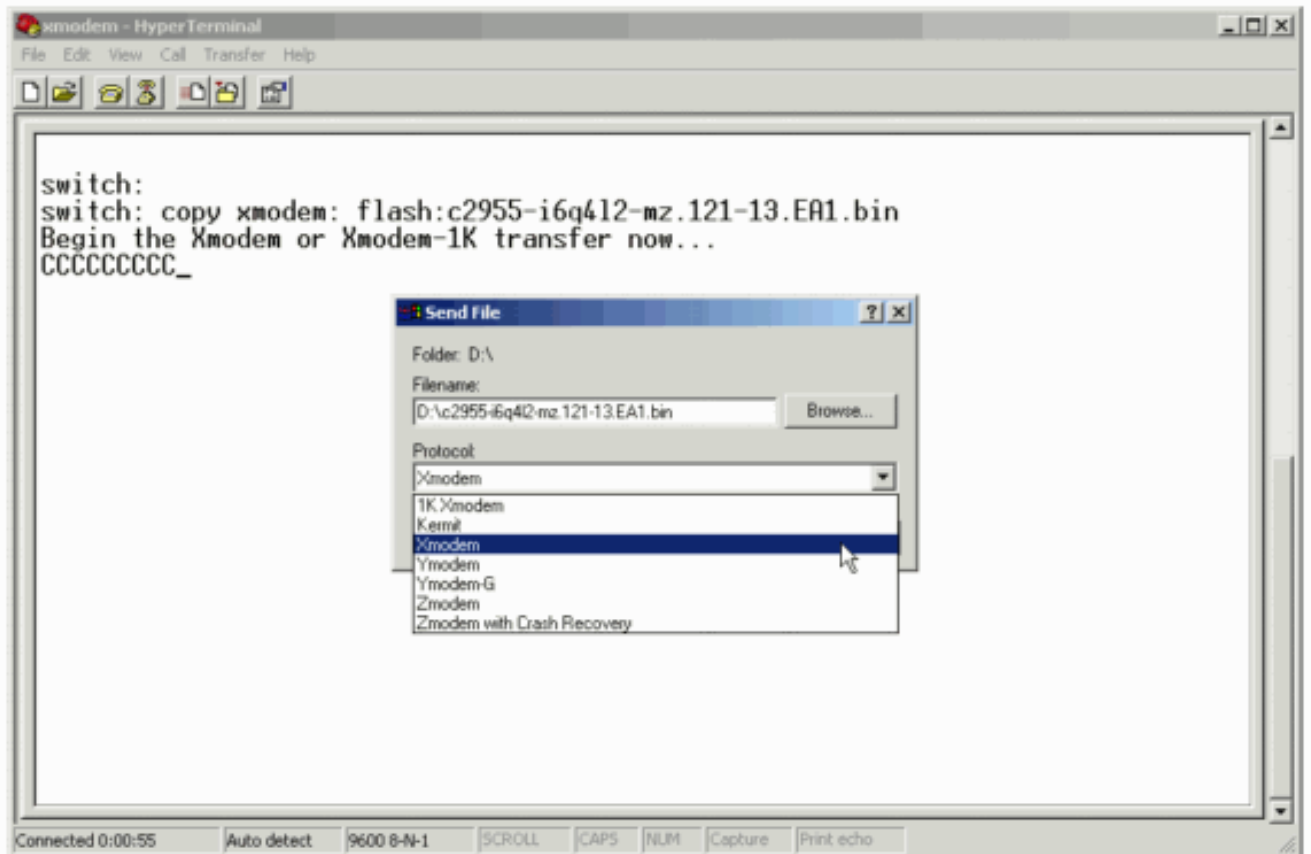 xmodem - HyperTerminal
File Edit View Call Transfer Help
switch:
switch: copy xmodem: flash:c2955-i6q4l2-mz.121-13.EA1.bin
Begin the Xmodem or Xmodem-1K transfer now...
CCCCCCCCC_
Send File
Folder: D:\
Filename:
D:\c2955-i6q4l2-mz.121-13.EA1.bin
Browse...
Protocol:
Xmodem
1K Xmodem
Kermit
Xmodem
Ymodem
Ymodem-G
Zmodem
Zmodem with Crash Recovery
Connected 0:00:55 Auto detect 9600 8-N-1 SCROLL CAPS NUM Capture Print echo